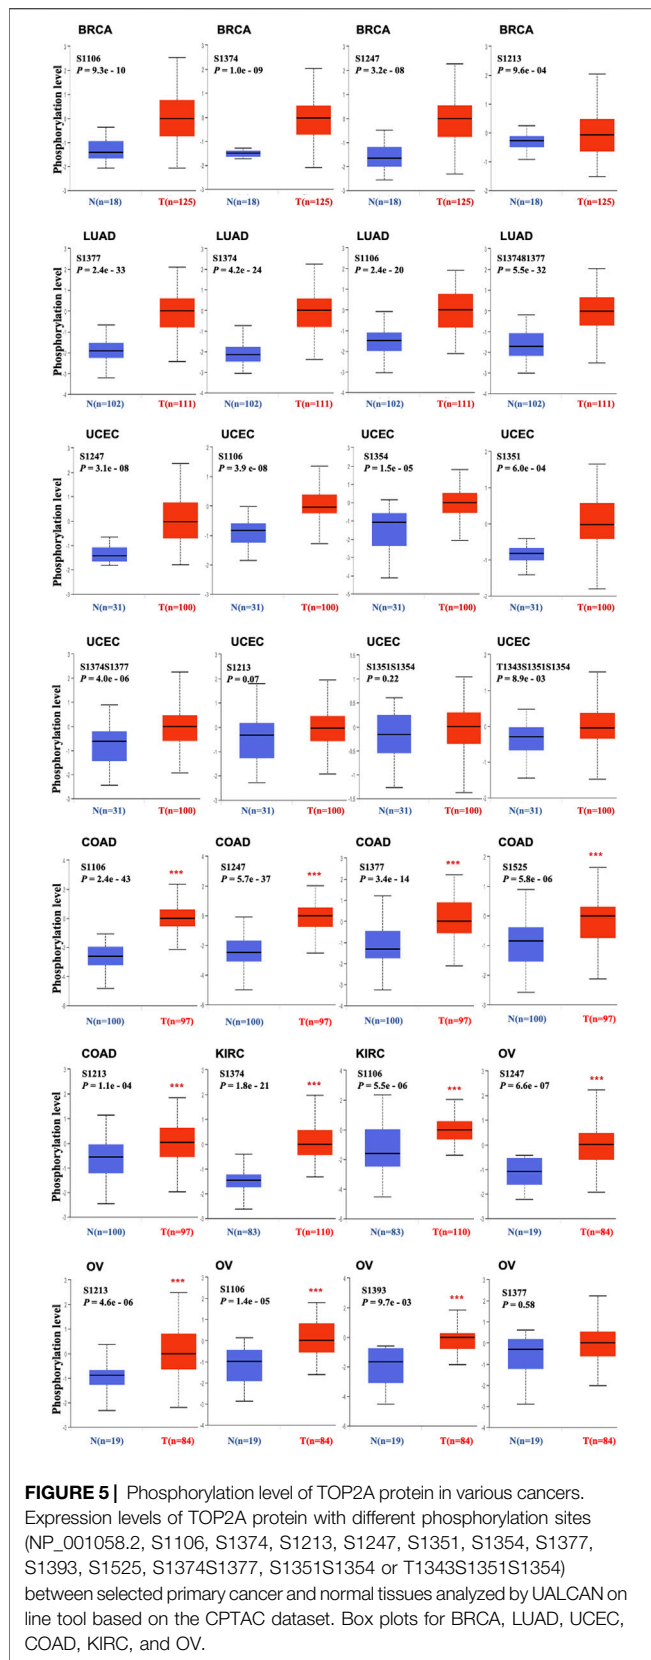 BRCA BRCA BRCA BRCA
S1106 S1374 S1247 S1213
P = 9.3e - 10 P = 1.0e - 09 P = 3.2e - 08 P = 9.6e - 04
Phosphorylation level
N(n=18) T(n=125) N(n=18) T(n=125) N(n=18) T(n=125) N(n=18) T(n=125)
LUAD LUAD LUAD LUAD
S1377 S1374 S1106 S1374S1377
P = 2.4e - 33 P = 4.2e - 24 P = 2.4e - 20 P = 5.5e - 32
Phosphorylation level
N(n=102) T(n=111) N(n=102) T(n=111) N(n=102) T(n=111) N(n=102) T(n=111)
UCEC UCEC UCEC UCEC
S1247 S1106 S1354 S1351
P = 3.1e - 08 P = 3.9 e- 08 P = 1.5e - 05 P = 6.0e - 04
Phosphorylation level
N(n=31) T(n=100) N(n=31) T(n=100) N(n=31) T(n=100) N(n=31) T(n=100)
UCEC UCEC UCEC UCEC
S1374S1377 S1213 S1351S1354 T1343S1351S1354
P = 4.0e - 06 P = 0.07 P = 0.22 P = 8.9e - 03
Phosphorylation level
N(n=31) T(n=100) N(n=31) T(n=100) N(n=31) T(n=100) N(n=31) T(n=100)
COAD COAD COAD COAD
S1106 S1247 S1377 S1525
P = 2.4e - 43 P = 5.7e - 37 P = 3.4e - 14 P = 5.8e - 06
*** *** *** ***
Phosphorylation level
N(n=100) T(n=97) N(n=100) T(n=97) N(n=100) T(n=97) N(n=100) T(n=97)
COAD KIRC KIRC OV
S1213 S1374 S1106 S1247
P = 1.1e - 04 P = 1.8e - 21 P = 5.5e - 06 P = 6.6e - 07
*** *** *** ***
Phosphorylation level
N(n=100) T(n=97) N(n=83) T(n=110) N(n=83) T(n=110) N(n=19) T(n=84)
OV OV OV OV
S1213 S1106 S1393 S1377
P = 4.6e - 06 P = 1.4e - 05 P = 9.7e - 03 P = 0.58
*** *** ***
Phosphorylation level
N(n=19) T(n=84) N(n=19) T(n=84) N(n=19) T(n=84) N(n=19) T(n=84)
FIGURE 5 | Phosphorylation level of TOP2A protein in various cancers.
Expression levels of TOP2A protein with different phosphorylation sites
(NP_001058.2, S1106, S1374, S1213, S1247, S1351, S1354, S1377,
S1393, S1525, S1374S1377, S1351S1354 or T1343S1351S1354)
between selected primary cancer and normal tissues analyzed by UALCAN on
line tool based on the CPTAC dataset. Box plots for BRCA, LUAD, UCEC,
COAD, KIRC, and OV.